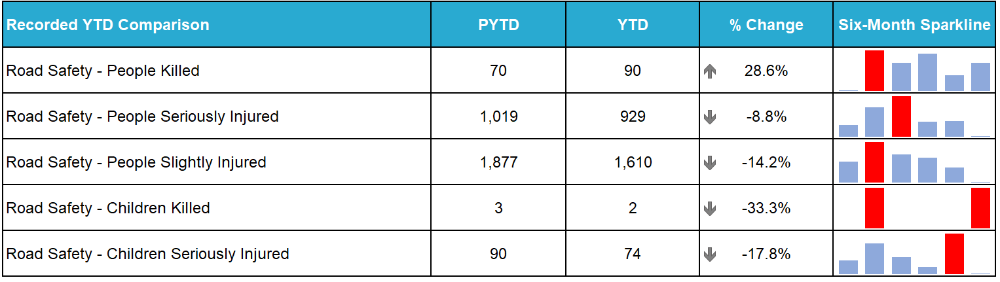 Recorded YTD Comparison PYTD YTD % Change Six-Month Sparkline
Road Safety - People Killed 70 90 28.6%
Road Safety - People Seriously Injured 1,019 929 -8.8%
Road Safety - People Slightly Injured 1,877 1,610 -14.2%
Road Safety - Children Killed 3 2 -33.3%
Road Safety - Children Seriously Injured 90 74 -17.8%